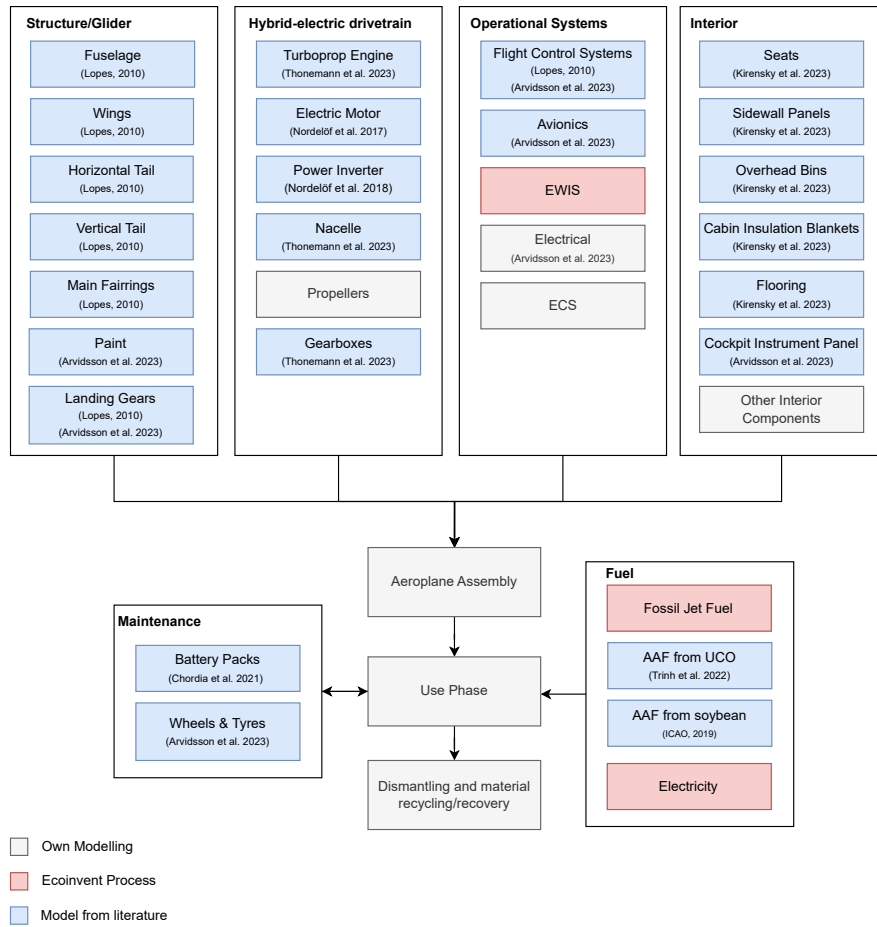 Structure/Glider
Fuselage
(Lopes, 2010)
Wings
(Lopes, 2010)
Horizontal Tail
(Lopes, 2010)
Vertical Tail
(Lopes, 2010)
Main Fairrings
(Lopes, 2010)
Paint
(Arvidsson et al. 2023)
Landing Gears
(Lopes, 2010)
(Arvidsson et al. 2023)
Hybrid-electric drivetrain
Turboprop Engine
(Thonemann et al. 2023)
Electric Motor
(Nordelöf et al. 2017)
Power Inverter
(Nordelöf et al. 2018)
Nacelle
(Thonemann et al. 2023)
Propellers
Gearboxes
(Thonemann et al. 2023)
Operational Systems
Flight Control Systems
(Lopes, 2010)
(Arvidsson et al. 2023)
Avionics
(Arvidsson et al. 2023)
EWIS
Electrical
(Arvidsson et al. 2023)
ECS
Interior
Seats
(Kirensky et al. 2023)
Sidewall Panels
(Kirensky et al. 2023)
Overhead Bins
(Kirensky et al. 2023)
Cabin Insulation Blankets
(Kirensky et al. 2023)
Flooring
(Kirensky et al. 2023)
Cockpit Instrument Panel
(Arvidsson et al. 2023)
Other Interior
Components
Aeroplane Assembly
Maintenance
Battery Packs
(Chordia et al. 2021)
Wheels & Tyres
(Arvidsson et al. 2023)
Use Phase
Dismantling and material
recycling/recovery
Fuel
Fossil Jet Fuel
AAF from UCO
(Trinh et al. 2022)
AAF from soybean
(ICAO, 2019)
Electricity
Own Modelling
Ecoinvent Process
Model from literature